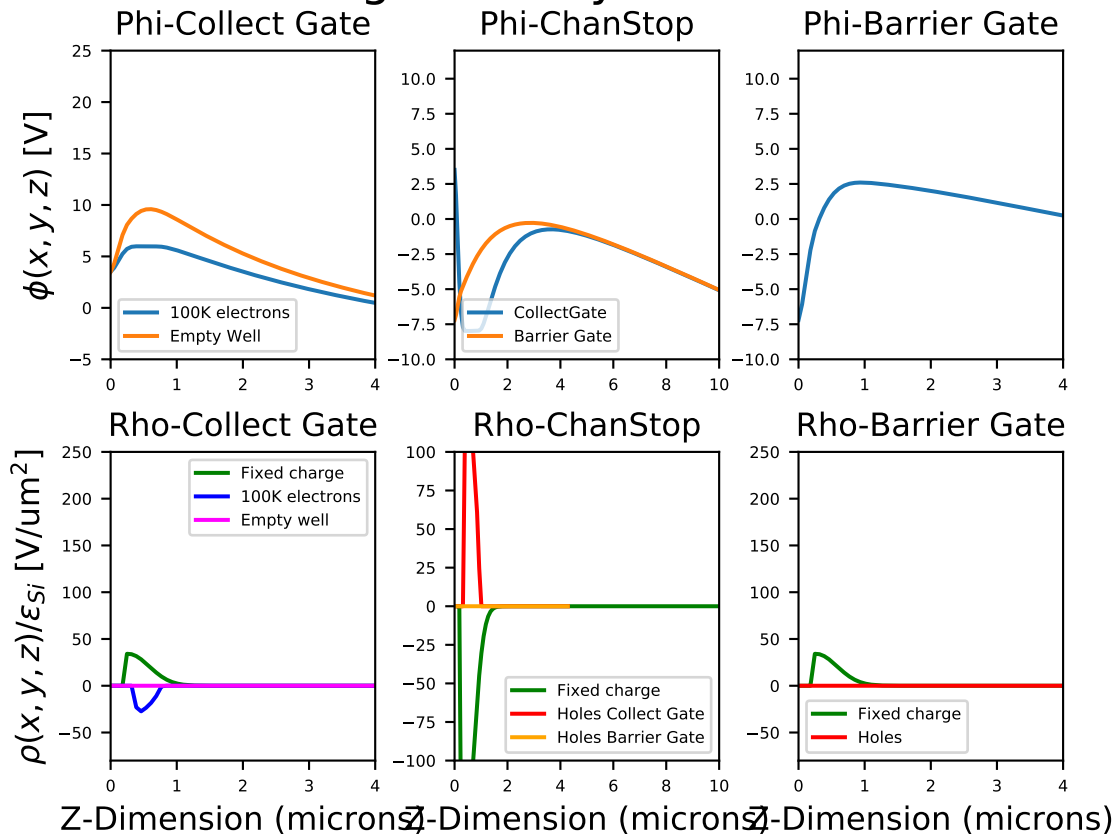 Phi-Collect Gate
Phi-ChanStop
Phi-Barrier Gate
ϕ(x, y, z) [V]
25
20
15
10
5
0
−5
100K electrons
Empty Well
0 1 2 3 4
10.0
7.5
5.0
2.5
0.0
−2.5
−5.0
−7.5
−10.0
CollectGate
Barrier Gate
0 2 4 6 8 10
10.0
7.5
5.0
2.5
0.0
−2.5
−5.0
−7.5
−10.0
0 1 2 3 4
Rho-Collect Gate
Rho-ChanStop
Rho-Barrier Gate
ρ(x, y, z)/ε_Si [V/um²]
250
200
150
100
50
0
−50
Fixed charge
100K electrons
Empty well
0 1 2 3 4
100
75
50
25
0
−25
−50
−75
−100
Fixed charge
Holes Collect Gate
Holes Barrier Gate
0 2 4 6 8 10
250
200
150
100
50
0
−50
Fixed charge
Holes
0 1 2 3 4
Z-Dimension (microns)
Z-Dimension (microns)
Z-Dimension (microns)